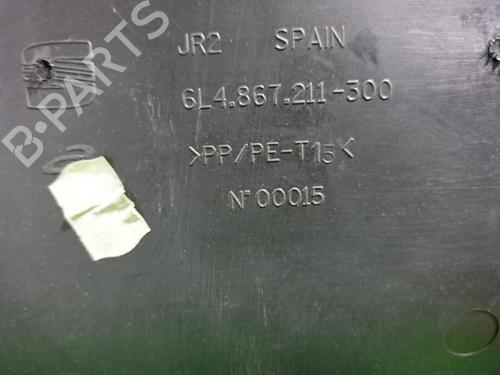 JR2 SPAIN
6L4.867.211-300
>PP/PE-T15<
N°00015
B-PARTS